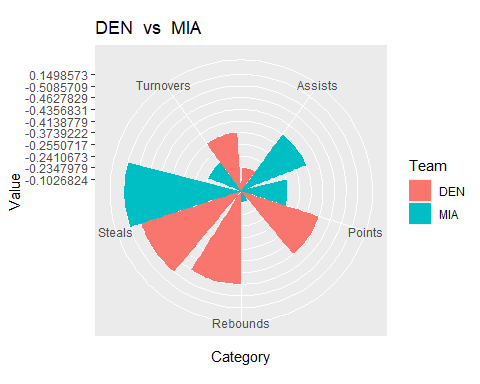 DEN vs MIA
0.1498573
-0.5085709
-0.4627829
-0.4356831
-0.4138779
-0.3739222
-0.2550717
-0.2410673
-0.2347979
-0.1026824
Value
Turnovers
Assists
Steals
Points
Rebounds
Category
Team
DEN
MIA